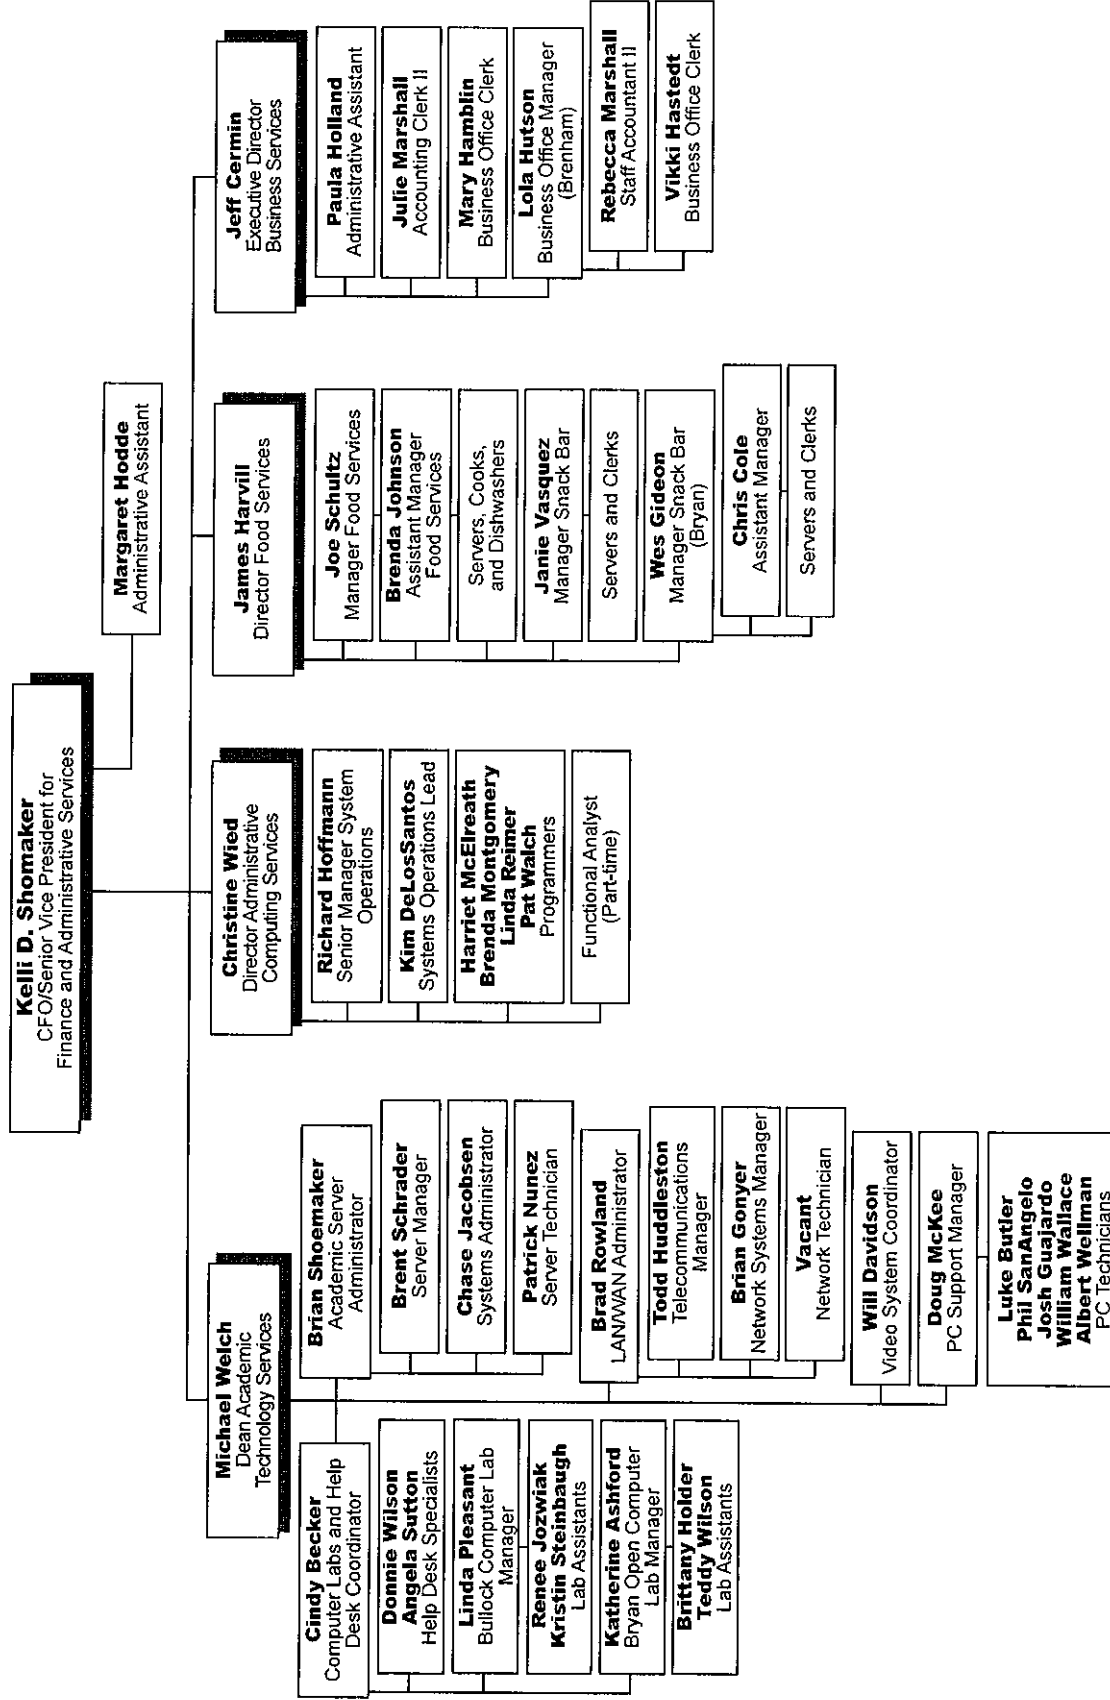 Kelli D. Shomaker
CFO/Senior Vice President for
Finance and Administrative Services
Margaret Hodde
Administrative Assistant
Michael Welch
Dean Academic
Technology Services
Cindy Becker
Computer Labs and Help
Desk Coordinator
Donnie Wilson
Angela Sutton
Help Desk Specialists
Linda Pleasant
Bullock Computer Lab
Manager
Renee Jozwiak
Kristin Steinbaugh
Lab Assistants
Katherine Ashford
Bryan Open Computer
Lab Manager
Brittany Holder
Teddy Wilson
Lab Assistants
Brian Shoemaker
Academic Server
Administrator
Brent Schrader
Server Manager
Chase Jacobsen
Systems Administrator
Patrick Nunez
Server Technician
Brad Rowland
LAN/WAN Administrator
Todd Huddleston
Telecommunications
Manager
Brian Gonyer
Network Systems Manager
Vacant
Network Technician
Will Davidson
Video System Coordinator
Doug McKee
PC Support Manager
Luke Butler
Phil SanAngelo
Josh Guajardo
William Wallace
Albert Wellman
PC Technicians
Christine Wied
Director Administrative
Computing Services
Richard Hoffmann
Senior Manager System
Operations
Kim DeLosSantos
Systems Operations Lead
Harriet McElreath
Brenda Montgomery
Linda Reimer
Pat Walch
Programmers
Functional Analyst
(Part-time)
James Harvill
Director Food Services
Joe Schultz
Manager Food Services
Brenda Johnson
Assistant Manager
Food Services
Servers, Cooks,
and Dishwashers
Janie Vasquez
Manager Snack Bar
Servers and Clerks
Wes Gideon
Manager Snack Bar
(Bryan)
Chris Cole
Assistant Manager
Servers and Clerks
Jeff Cermin
Executive Director
Business Services
Paula Holland
Administrative Assistant
Julie Marshall
Accounting Clerk II
Mary Hamblin
Business Office Clerk
Lola Hutson
Business Office Manager
(Brenham)
Rebecca Marshall
Staff Accountant II
Vikki Hastedt
Business Office Clerk